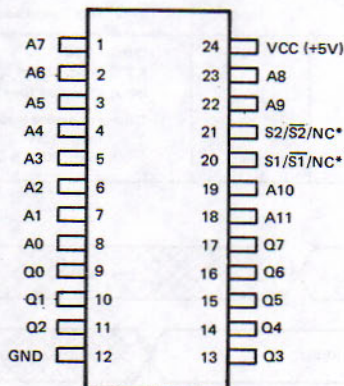 A7 1 24 VCC (+5V)
A6 2 23 A8
A5 3 22 A9
A4 4 21 S2/S̅2̅/NC*
A3 5 20 S1/S̅1̅/NC*
A2 6 19 A10
A1 7 18 A11
A0 8 17 Q7
Q0 9 16 Q6
Q1 10 15 Q5
Q2 11 14 Q4
GND 12 13 Q3